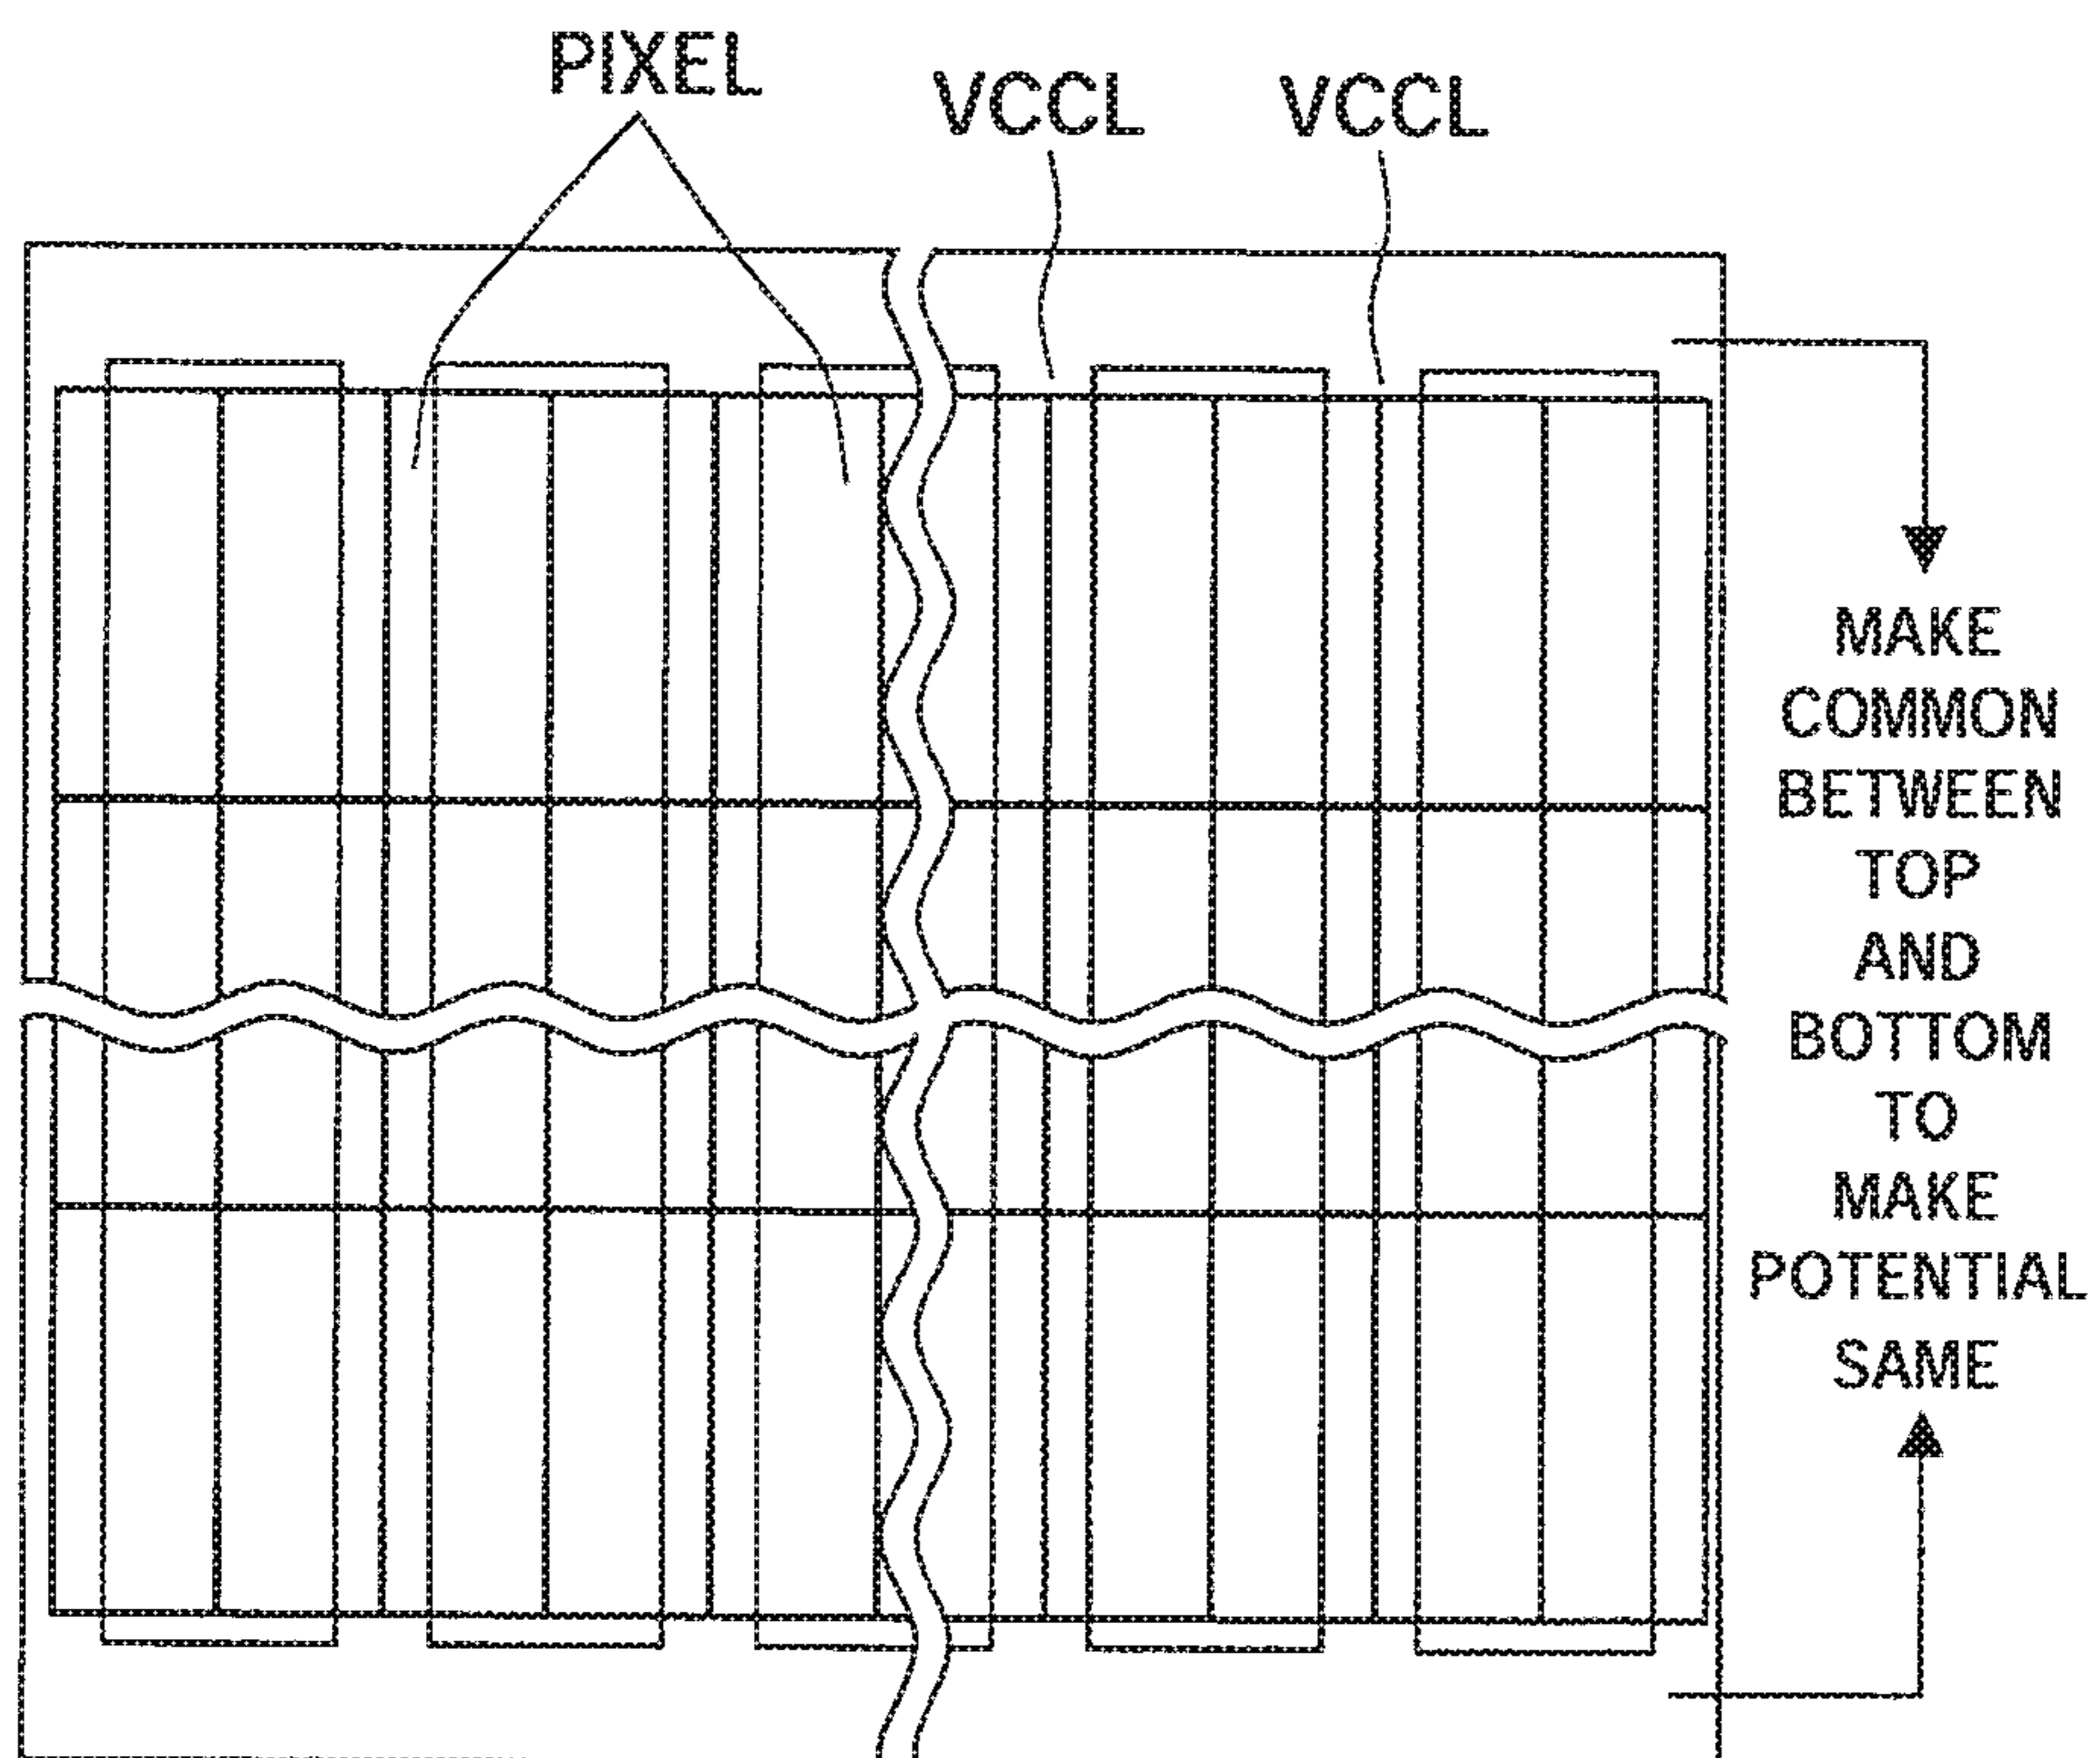 PIXEL
VCCL
VCCL
MAKE
COMMON
BETWEEN
TOP
AND
BOTTOM
TO
MAKE
POTENTIAL
SAME